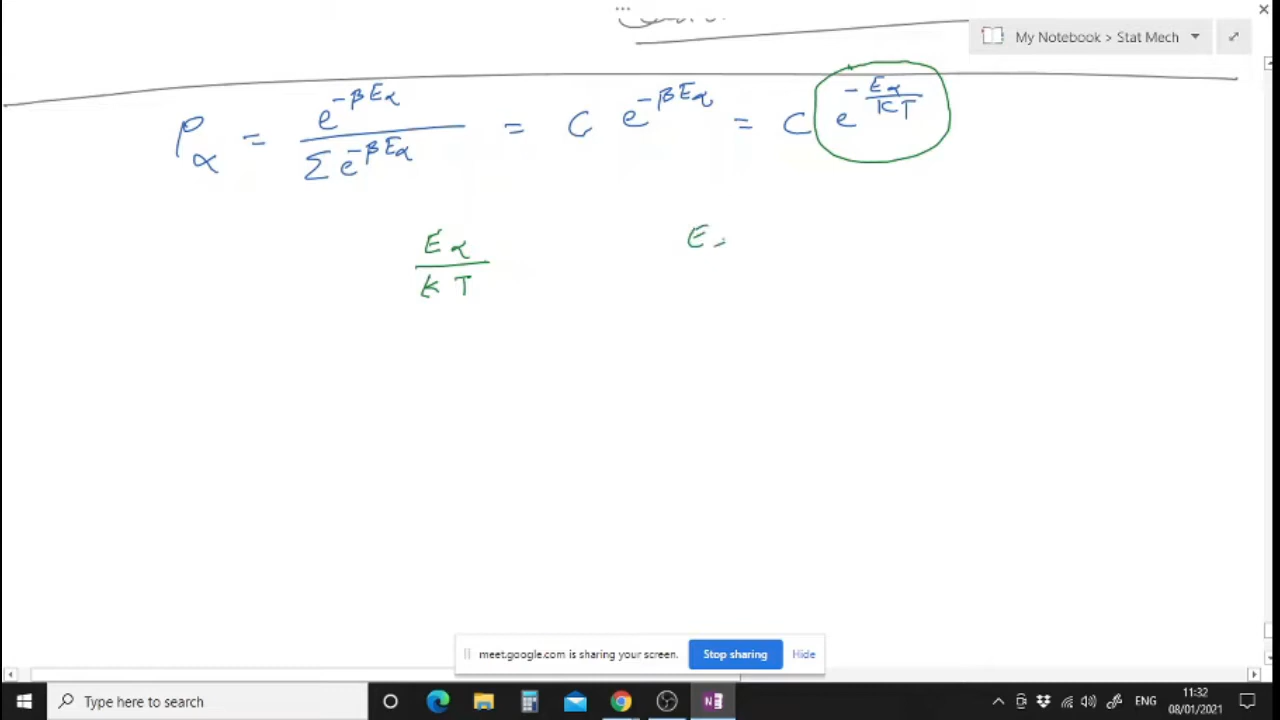 My Notebook > Stat Mech
ρ_α = e^{-βE_α} / Σ e^{-βE_α} = C e^{-βE_α} = C e^{-E_α/KT}
E_α / kT
E
meet.google.com is sharing your screen. Stop sharing Hide
Type here to search
ENG
11:32
08/01/2021